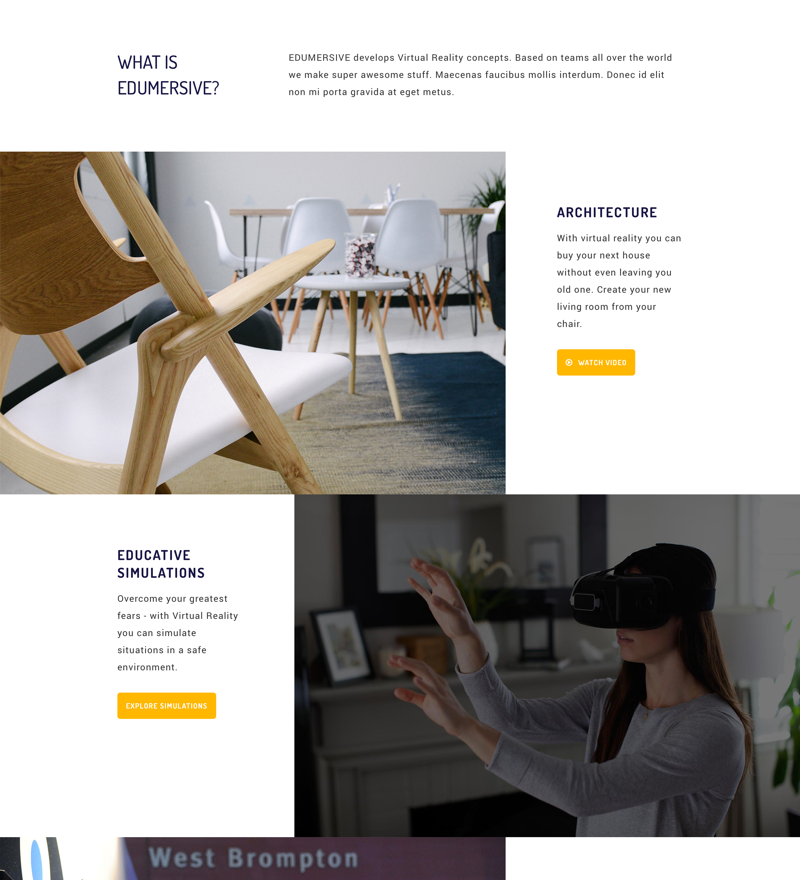 WHAT IS
EDUMERSIVE?
EDUMERSIVE develops Virtual Reality concepts. Based on teams all over the world
we make super awesome stuff. Maecenas faucibus mollis interdum. Donec id elit
non mi porta gravida at eget metus.
ARCHITECTURE
With virtual reality you can
buy your next house
without even leaving you
old one. Create your new
living room from your
chair.
WATCH VIDEO
EDUCATIVE
SIMULATIONS
Overcome your greatest
fears - with Virtual Reality
you can simulate
situations in a safe
environment.
EXPLORE SIMULATIONS
West Brompton